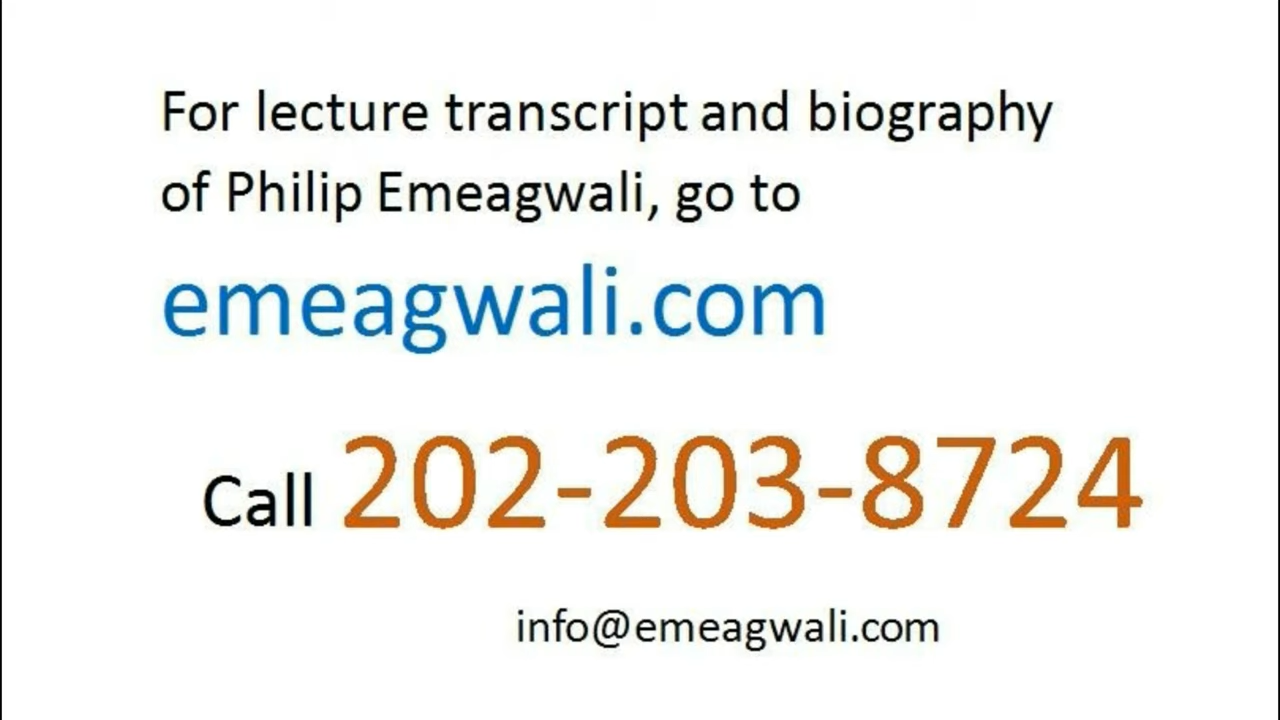 For lecture transcript and biography
of Philip Emeagwali, go to
emeagwali.com
Call 202-203-8724
info@emeagwali.com